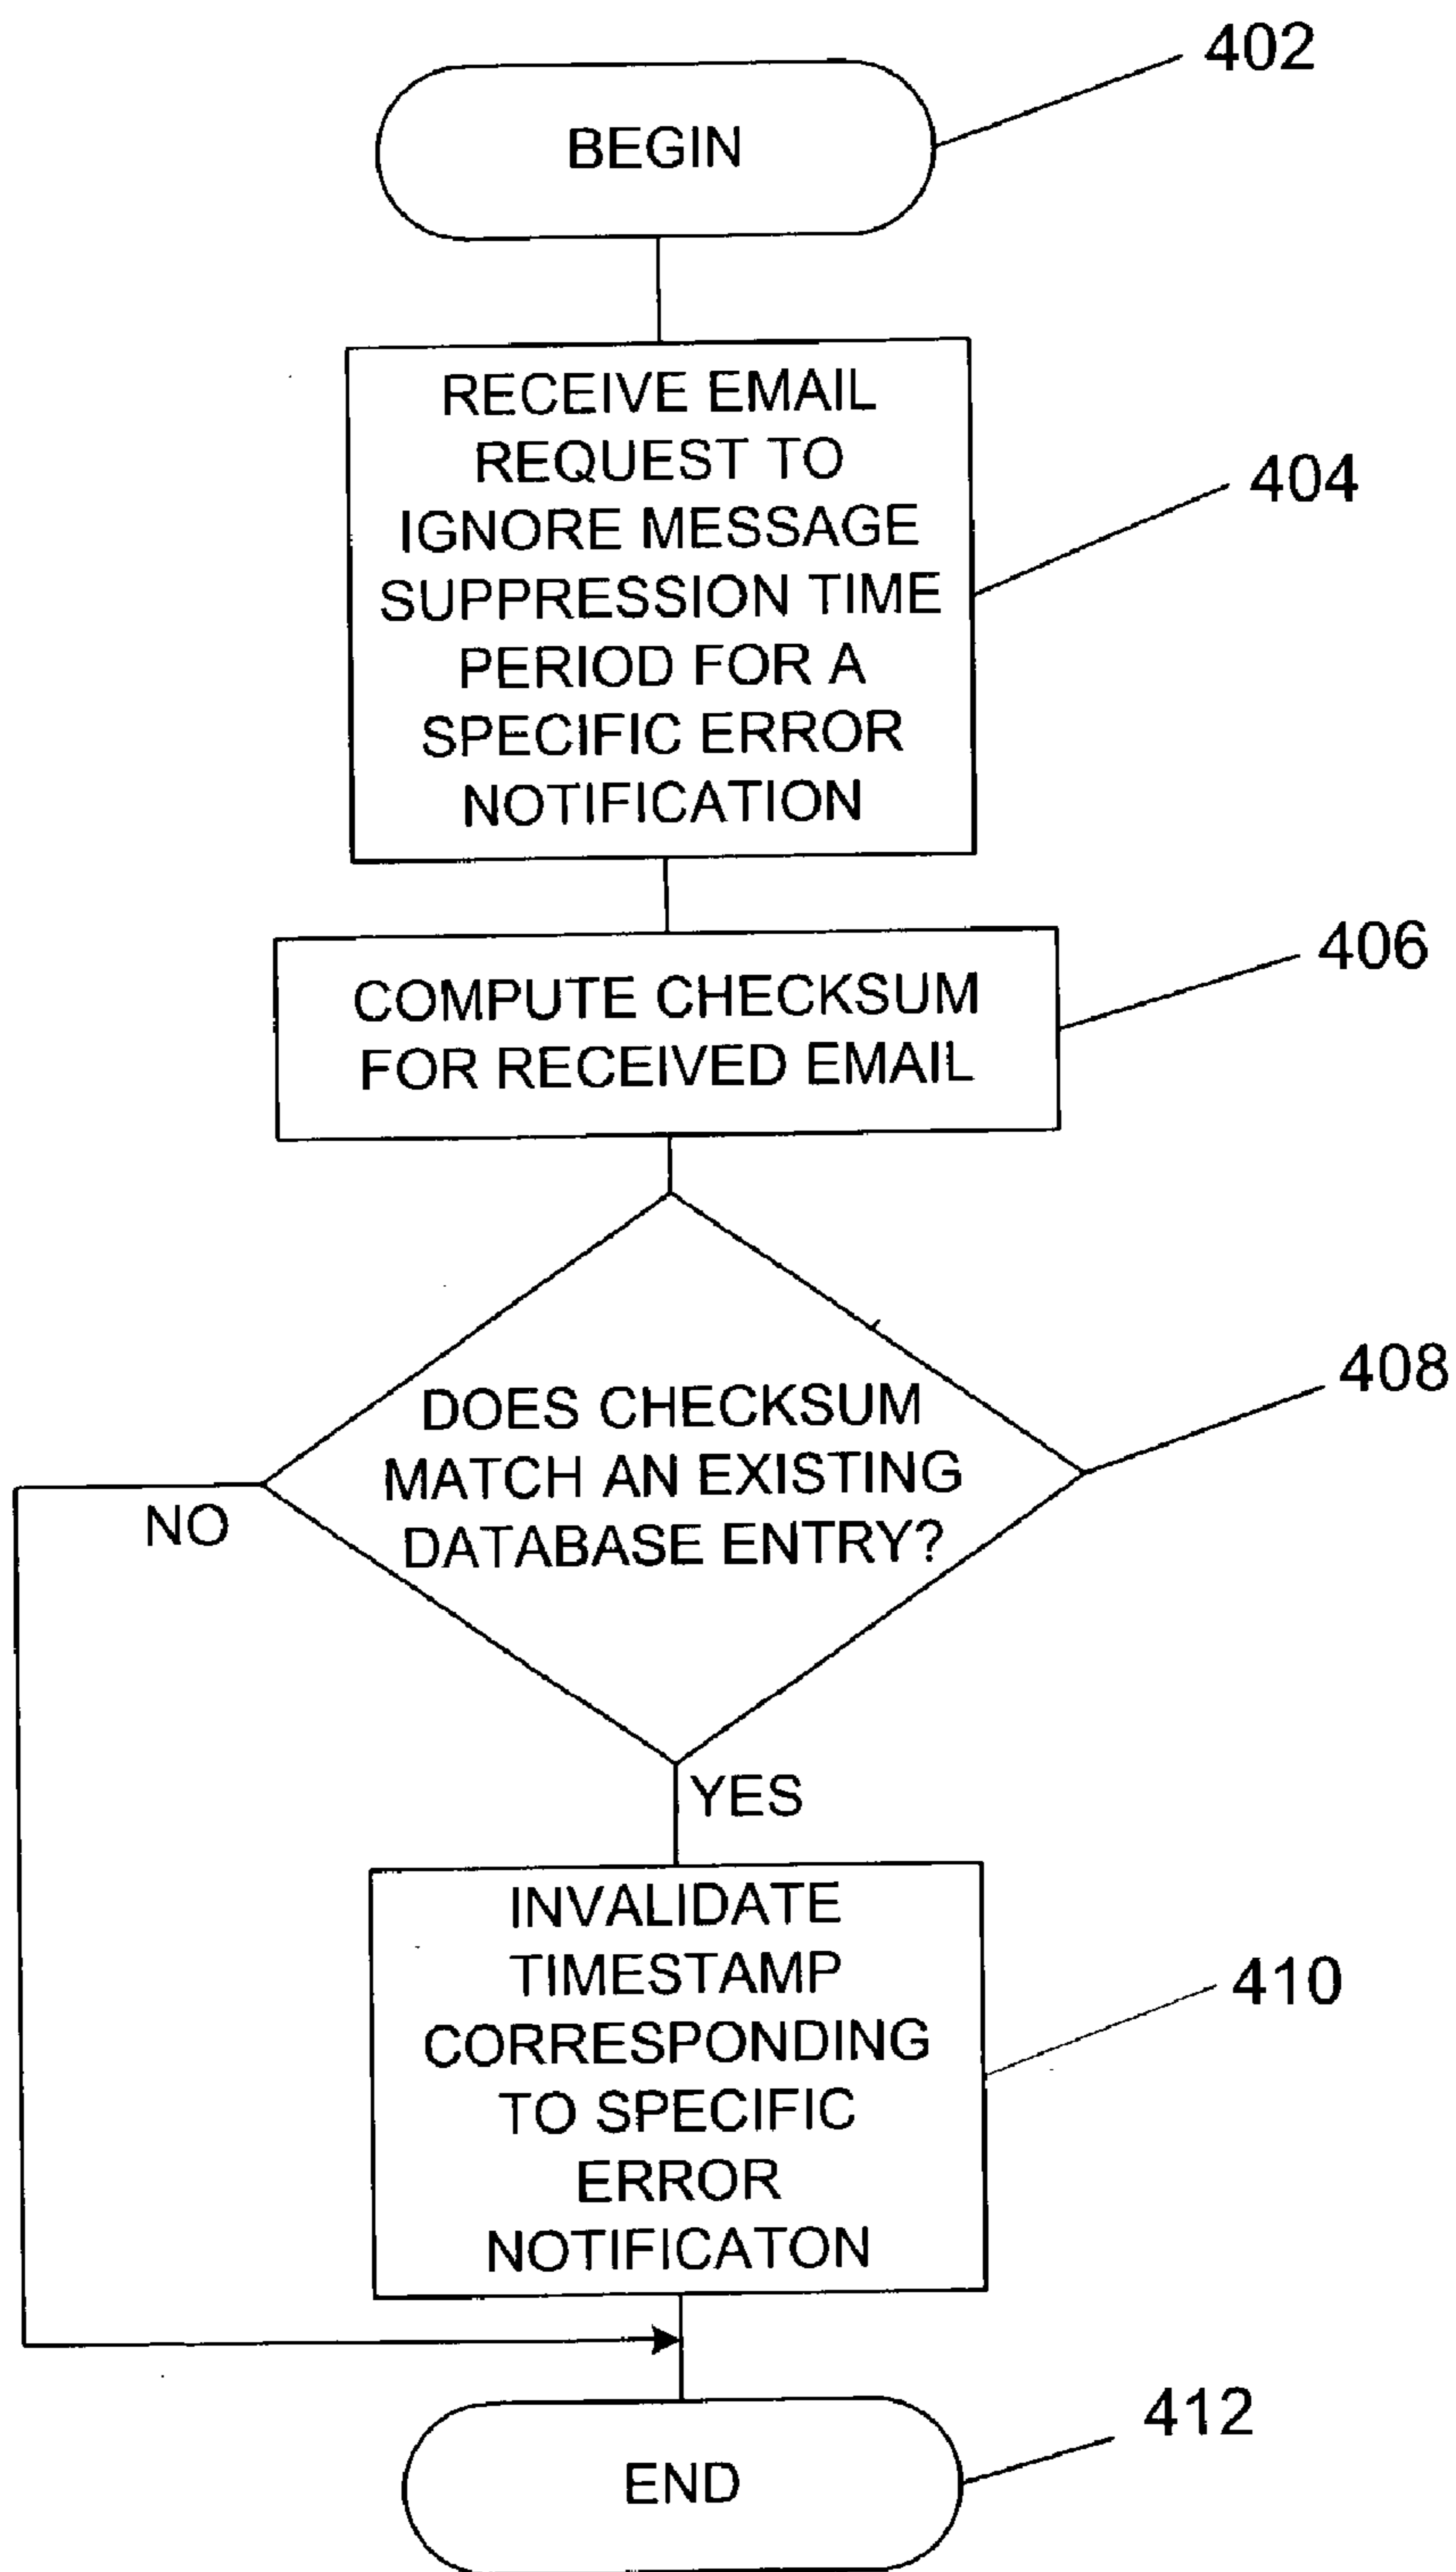 402
BEGIN
RECEIVE EMAIL
REQUEST TO
IGNORE MESSAGE
SUPPRESSION TIME
PERIOD FOR A
SPECIFIC ERROR
NOTIFICATION
404
COMPUTE CHECKSUM
FOR RECEIVED EMAIL
406
DOES CHECKSUM
MATCH AN EXISTING
DATABASE ENTRY?
408
NO
YES
INVALIDATE
TIMESTAMP
CORRESPONDING
TO SPECIFIC
ERROR
NOTIFICATON
410
412
END